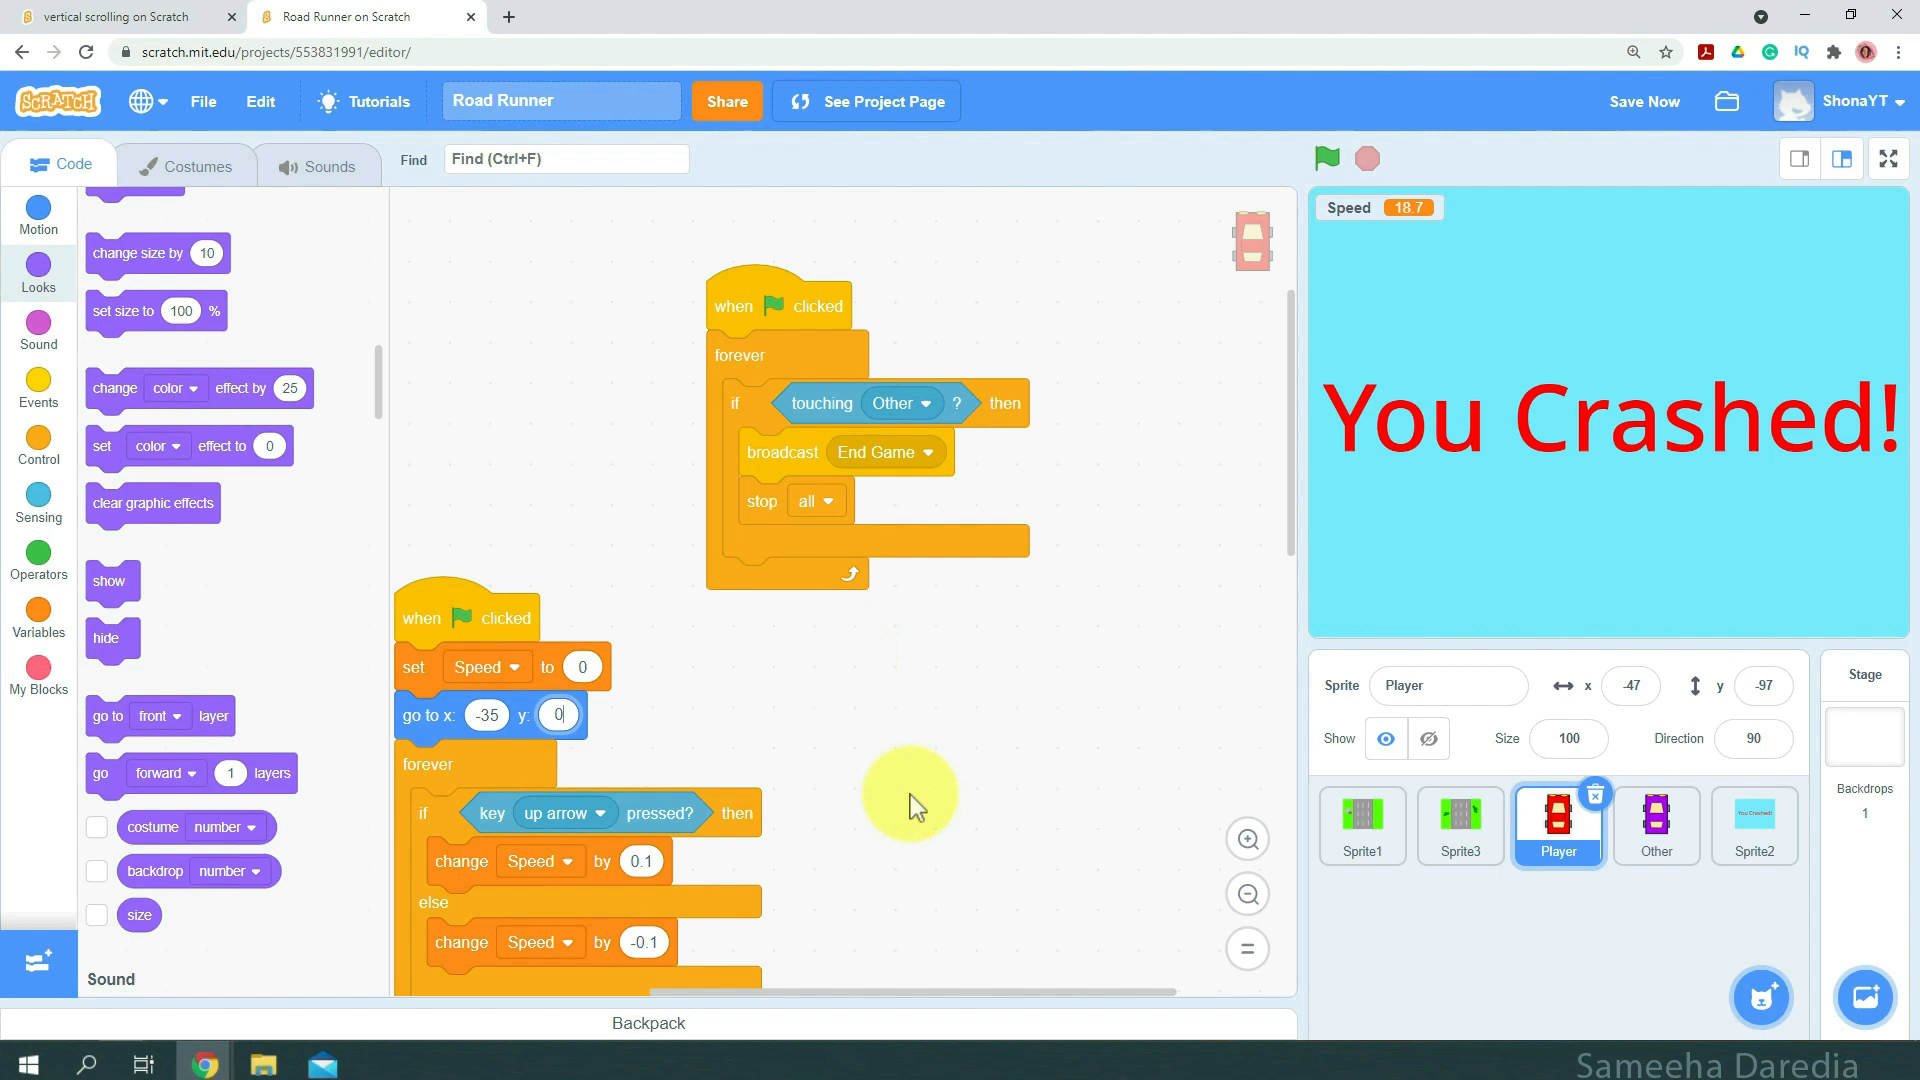 vertical scrolling on Scratch
Road Runner on Scratch
scratch.mit.edu/projects/553831991/editor/
SCRATCH
File
Edit
Tutorials
Road Runner
Share
See Project Page
Save Now
ShonaYT
Code
Costumes
Sounds
Find
Find (Ctrl+F)
Motion
Looks
Sound
Events
Control
Sensing
Operators
Variables
My Blocks
change size by 10
set size to 100 %
change color effect by 25
set color effect to 0
clear graphic effects
show
hide
go to front layer
go forward 1 layers
costume number
backdrop number
size
Sound
when clicked
forever
if touching Other ? then
broadcast End Game
stop all
when clicked
set Speed to 0
go to x: -35 y: 0
forever
if key up arrow pressed? then
change Speed by 0.1
else
change Speed by -0.1
Backpack
Speed 18.7
You Crashed!
Sprite Player x -47 y -97
Show Size 100 Direction 90
Sprite1
Sprite3
Player
Other
You Crashed!
Sprite2
Stage
Backdrops
1
Sameeha Daredia